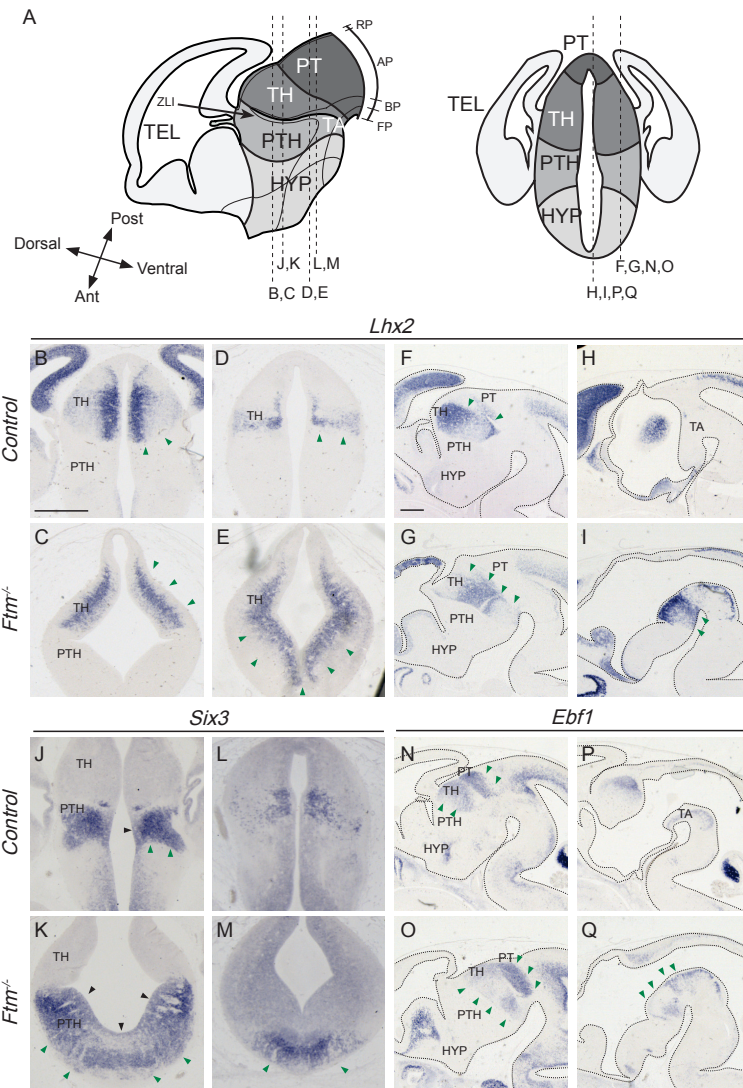 A
RP
PT
PT
AP
ZLI
TH
TEL
BP
TEL
TA
FP
TH
PTH
PTH
HYP
HYP
Post
Dorsal
Ventral
J,K
L,M
F,G,N,O
Ant
B,C
D,E
H,I,P,Q
Lhx2
B
D
F
H
Control
TH
TH
TH
PT
TA
PTH
PTH
HYP
C
E
G
I
Ftm-/-
TH
TH
TH
PT
PTH
PTH
HYP
Six3
Ebf1
J
L
N
P
Control
TH
PT
TH
PTH
PTH
TA
HYP
K
M
O
Q
Ftm-/-
TH
TH
PT
PTH
PTH
HYP